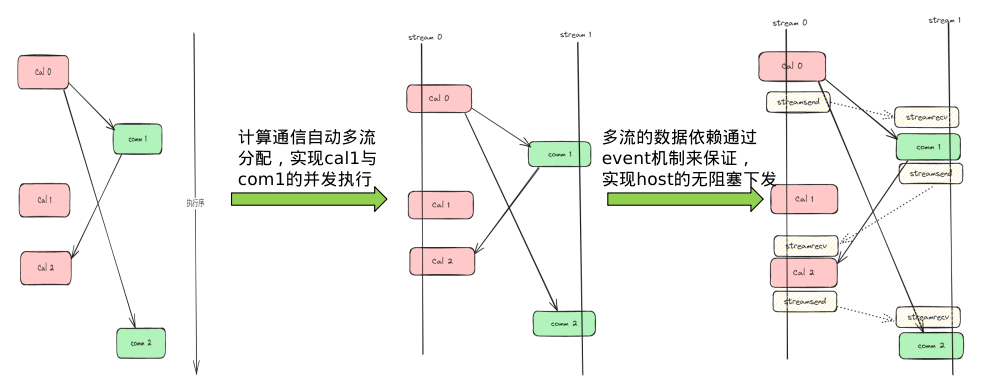 Cal 0
comm 1
Cal 1
Cal 2
comm 2
执行序
计算通信自动多流
分配，实现cal1与
com1的并发执行
stream 0
stream 1
Cal 0
comm 1
Cal 1
Cal 2
comm 2
多流的数据依赖通过
event机制来保证，
实现host的无阻塞下发
stream 0
stream 1
Cal 0
streamsend
streamrecv
comm 1
streamsend
Cal 1
streamrecv
Cal 2
streamsend
streamrecv
comm 2